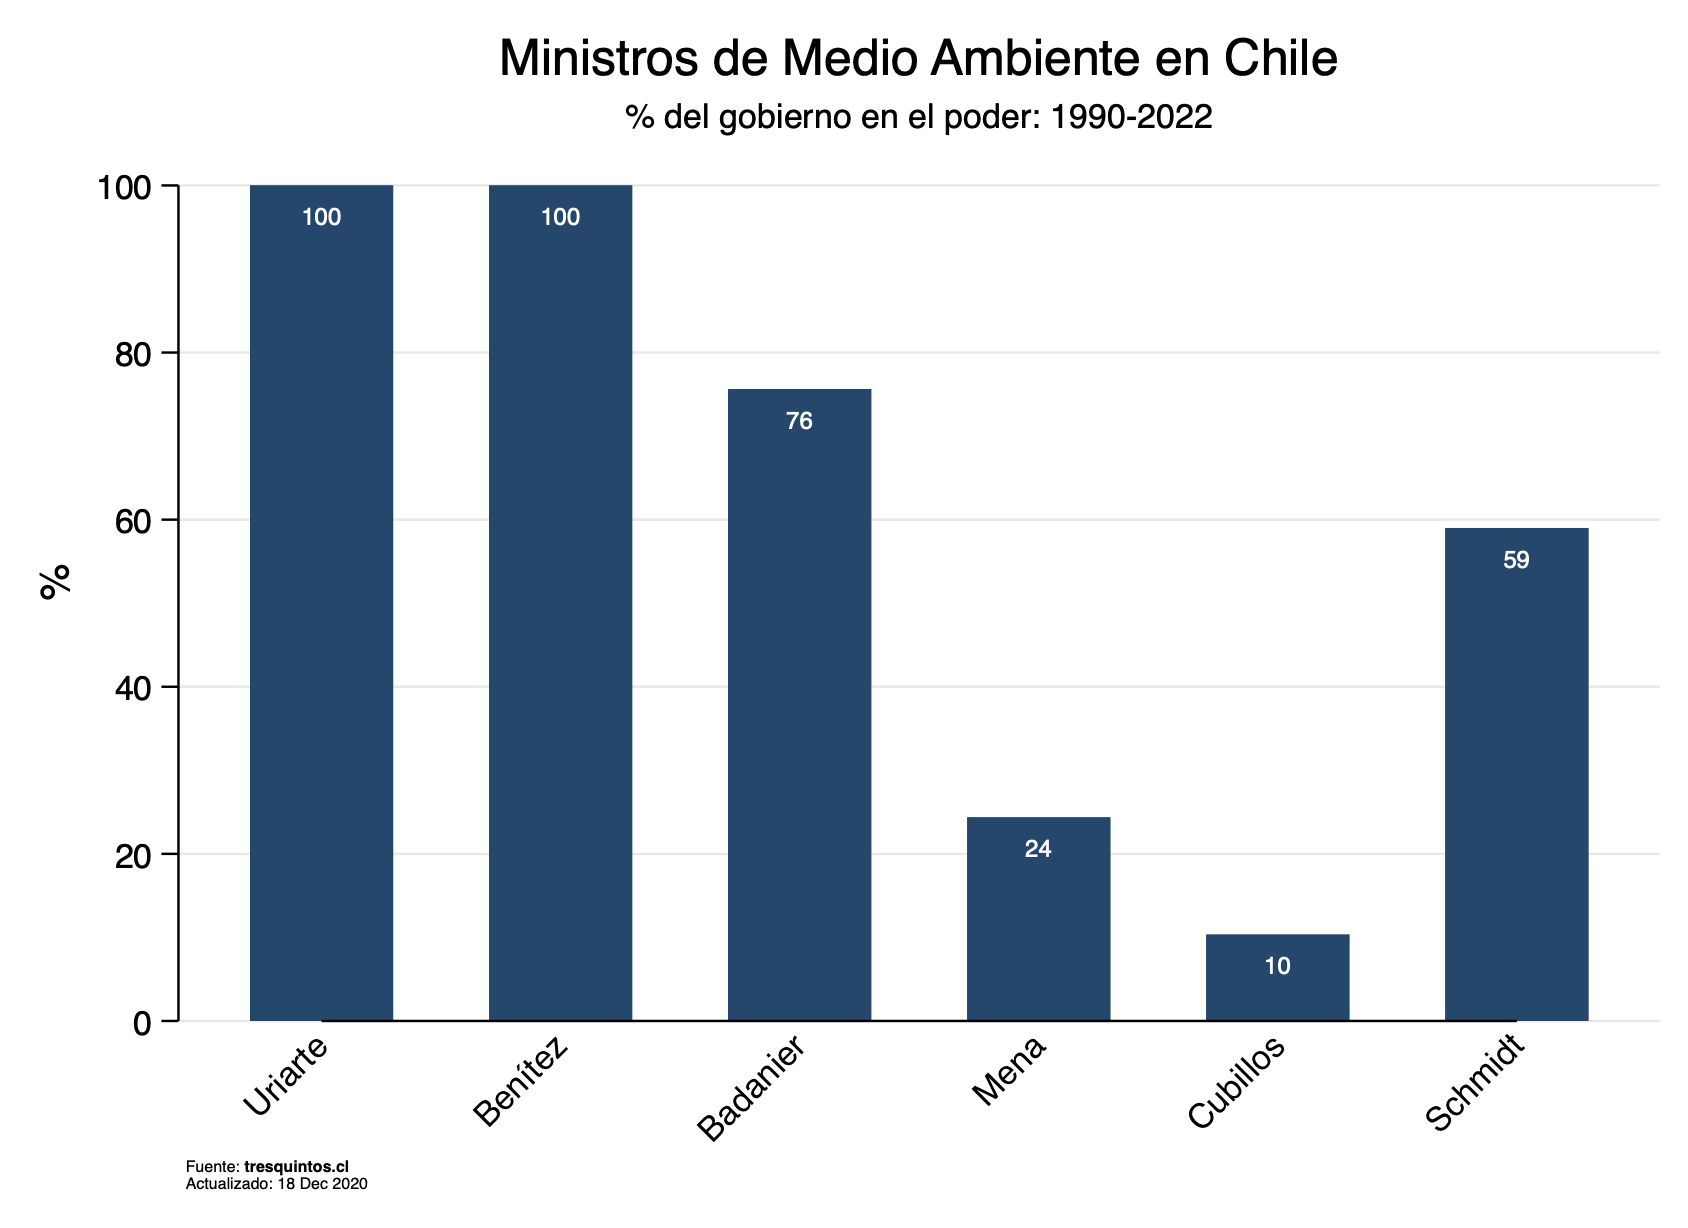 Ministros de Medio Ambiente en Chile
% del gobierno en el poder: 1990-2022
100
80
60
40
20
0
%
100
100
76
24
10
59
Uriarte
Benítez
Badanier
Mena
Cubillos
Schmidt
Fuente: tresquintos.cl
Actualizado: 18 Dec 2020